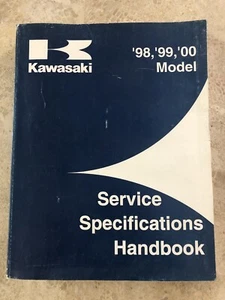 Kawasaki
'98,'99,'00
Model
Service
Specifications
Handbook